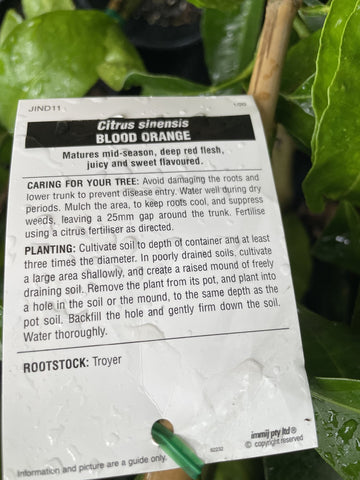 JIND11 1/D93
Citrus sinensis
BLOOD ORANGE
Matures mid-season, deep red flesh,
juicy and sweet flavoured.
CARING FOR YOUR TREE: Avoid damaging the roots and
lower trunk to prevent disease entry. Water well during dry
periods. Mulch the area, to keep roots cool, and suppress
weeds, leaving a 25mm gap around the trunk. Fertilise
using a citrus fertiliser as directed.
PLANTING: Cultivate soil to depth of container and at least
three times the diameter. In poorly drained soils, cultivate
a large area shallowly, and create a raised mound of freely
draining soil. Remove the plant from its pot, and plant into
a hole in the soil or the mound, to the same depth as the
pot soil. Backfill the hole and gently firm down the soil.
Water thoroughly.
ROOTSTOCK: Troyer
immij pty ltd®
62232 © copyright reserved
Information and picture are a guide only.